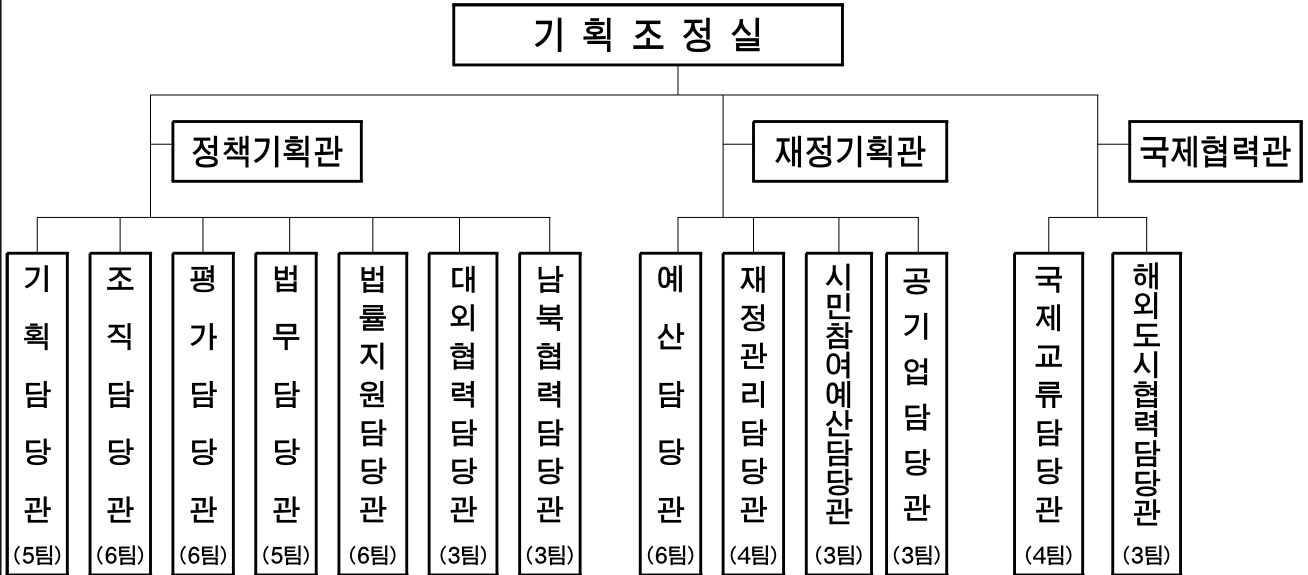 기획조정실
정책기획관
재정기획관
국제협력관
기획담당관
(5팀)
조직담당관
(6팀)
평가담당관
(6팀)
법무담당관
(5팀)
법률지원담당관
(6팀)
대외협력담당관
(3팀)
남북협력담당관
(3팀)
예산담당관
(6팀)
재정관리담당관
(4팀)
시민참여예산담당관
(3팀)
공기업담당관
(3팀)
국제교류담당관
(4팀)
해외도시협력담당관
(3팀)